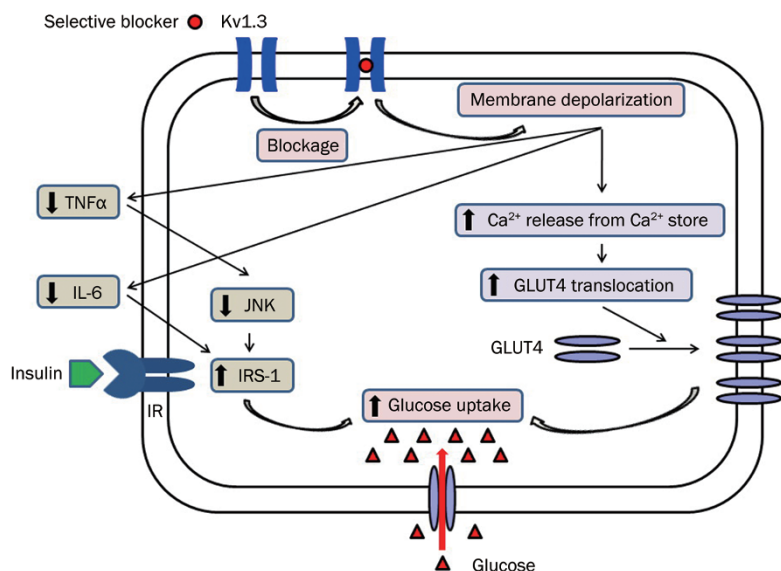 Selective blocker Kv1.3
Membrane depolarization
Blockage
TNFα
Ca²⁺ release from Ca²⁺ store
IL-6
JNK
GLUT4 translocation
GLUT4
Insulin
IR
IRS-1
Glucose uptake
Glucose